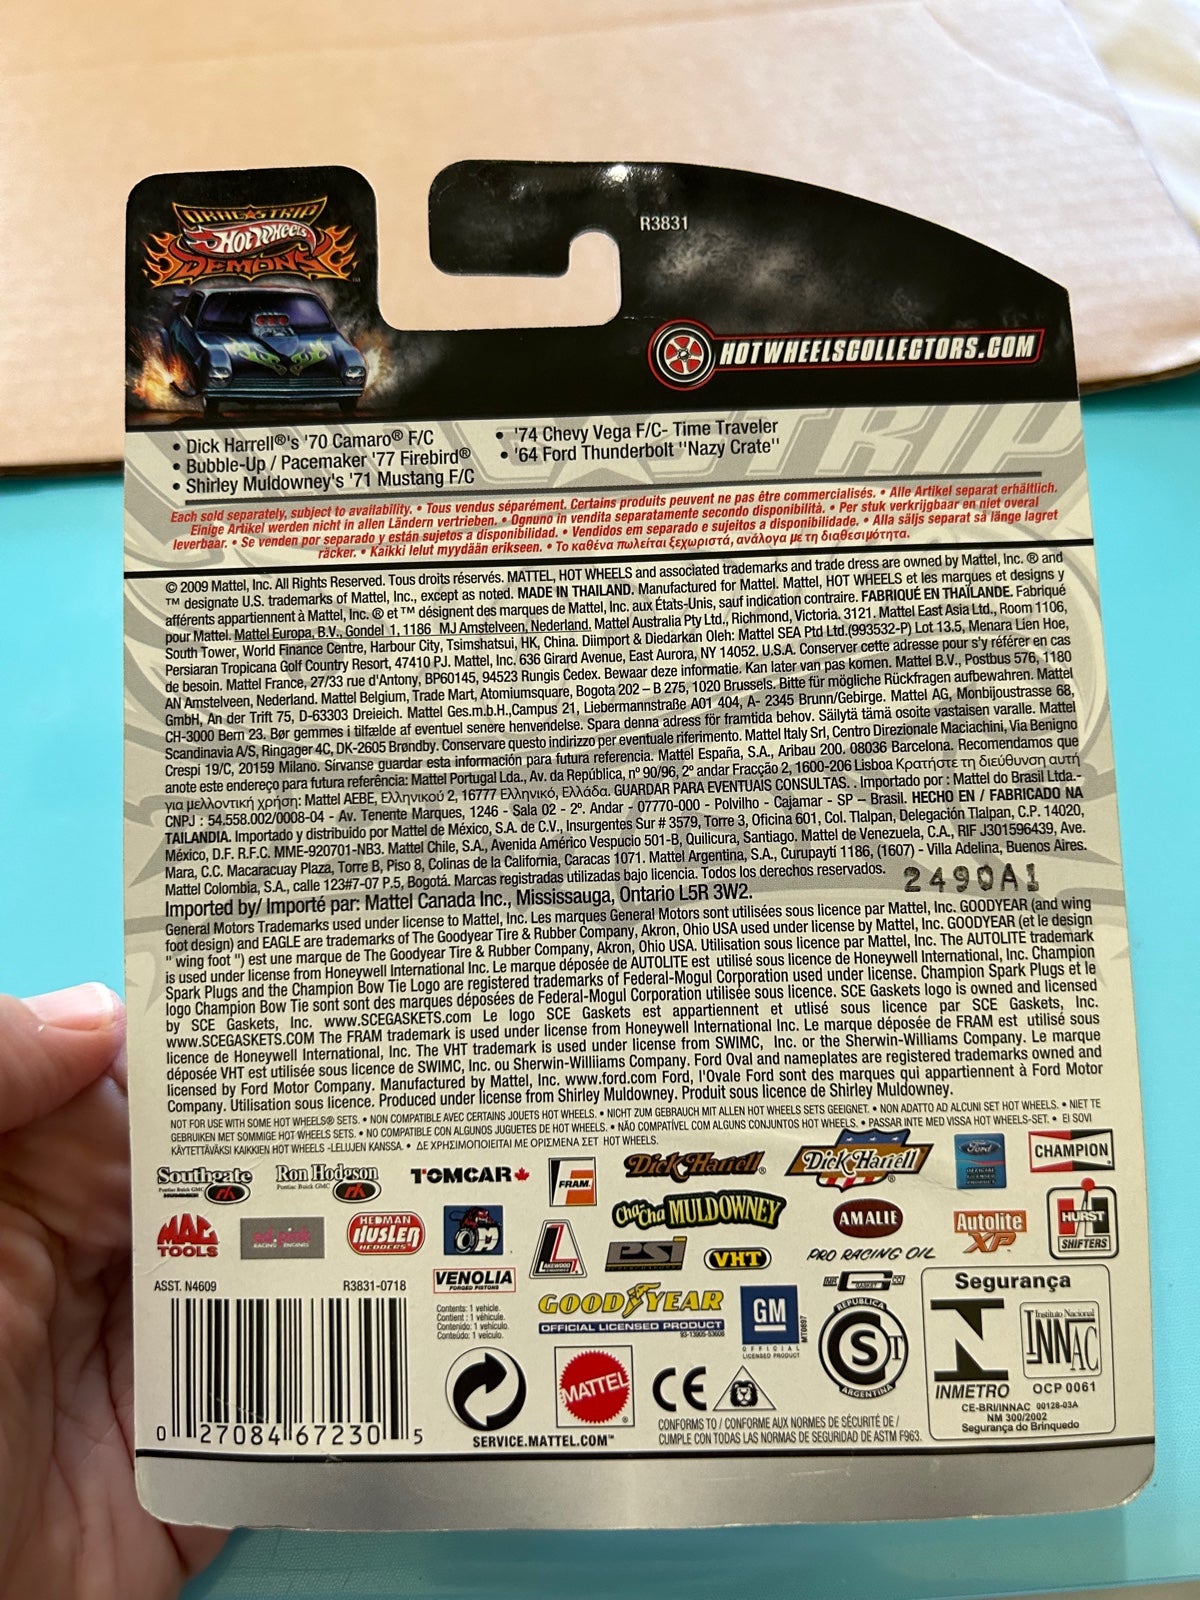 DRAG★STRIP
Hot Wheels
DEMONS™
R3831
HOTWHEELSCOLLECTORS.COM
• Dick Harrell®'s '70 Camaro® F/C
• Bubble-Up / Pacemaker '77 Firebird®
• Shirley Muldowney's '71 Mustang F/C
• '74 Chevy Vega F/C- Time Traveler
• '64 Ford Thunderbolt "Nazy Crate"
Each sold separately, subject to availability. • Tous vendus séparément. Certains produits peuvent ne pas être commercialisés. • Alle Artikel separat erhältlich.
Einige Artikel werden nicht in allen Ländern vertrieben. • Ognuno in vendita separatamente secondo disponibilità. • Per stuk verkrijgbaar en niet overal
leverbaar. • Se venden por separado y están sujetos a disponibilidad. • Vendidos em separado e sujeitos a disponibilidade. • Alla säljs separat så länge lagret
räcker. • Kaikki lelut myydään erikseen. • Το καθένα πωλείται ξεχωριστά, ανάλογα με τη διαθεσιμότητα.
© 2009 Mattel, Inc. All Rights Reserved. Tous droits réservés. MATTEL, HOT WHEELS and associated trademarks and trade dress are owned by Mattel, Inc. ® and
™ designate U.S. trademarks of Mattel, Inc., except as noted. MADE IN THAILAND. Manufactured for Mattel. Mattel, HOT WHEELS et les marques et designs y
afférents appartiennent à Mattel, Inc. ® et ™ désignent des marques de Mattel, Inc. aux États-Unis, sauf indication contraire. FABRIQUÉ EN THAÏLANDE. Fabriqué
pour Mattel. Mattel Europa, B.V., Gondel 1, 1186 MJ Amstelveen, Nederland. Mattel Australia Pty Ltd., Richmond, Victoria. 3121. Mattel East Asia Ltd., Room 1106,
South Tower, World Finance Centre, Harbour City, Tsimshatsui, HK, China. Diimport & Diedarkan Oleh: Mattel SEA Ptd Ltd.(993532-P) Lot 13.5, Menara Lien Hoe,
Persiaran Tropicana Golf Country Resort, 47410 PJ. Mattel, Inc. 636 Girard Avenue, East Aurora, NY 14052. U.S.A. Conserver cette adresse pour s'y référer en cas
de besoin. Mattel France, 27/33 rue d'Antony, BP60145, 94523 Rungis Cedex. Bewaar deze informatie. Kan later van pas komen. Mattel B.V., Postbus 576, 1180
AN Amstelveen, Nederland. Mattel Belgium, Trade Mart, Atomiumsquare, Bogota 202 – B 275, 1020 Brussels. Bitte für mögliche Rückfragen aufbewahren. Mattel
GmbH, An der Trift 75, D-63303 Dreieich. Mattel Ges.m.b.H.,Campus 21, Liebermannstraße A01 404, A- 2345 Brunn/Gebirge. Mattel AG, Monbijoustrasse 68,
CH-3000 Bern 23. Bør gemmes i tilfælde af eventuel senere henvendelse. Spara denna adress för framtida behov. Säilytä tämä osoite vastaisen varalle. Mattel
Scandinavia A/S, Ringager 4C, DK-2605 Brøndby. Conservare questo indirizzo per eventuale riferimento. Mattel Italy Srl, Centro Direzionale Maciachini, Via Benigno
Crespi 19/C, 20159 Milano. Sírvanse guardar esta información para futura referencia. Mattel España, S.A., Aribau 200. 08036 Barcelona. Recomendamos que
anote este endereço para futura referência: Mattel Portugal Lda., Av. da República, nº 90/96, 2º andar Fracção 2, 1600-206 Lisboa Κρατήστε τη διεύθυνση αυτή
για μελλοντική χρήση: Mattel AEBE, Ελληνικού 2, 16777 Ελληνικό, Ελλάδα. GUARDAR PARA EVENTUAIS CONSULTAS. . Importado por : Mattel do Brasil Ltda.-
CNPJ : 54.558.002/0008-04 - Av. Tenente Marques, 1246 - Sala 02 - 2º. Andar - 07770-000 - Polvilho - Cajamar - SP – Brasil. HECHO EN / FABRICADO NA
TAILANDIA. Importado y distribuido por Mattel de México, S.A. de C.V., Insurgentes Sur # 3579, Torre 3, Oficina 601, Col. Tlalpan, Delegación Tlalpan, C.P. 14020,
México, D.F. R.F.C. MME-920701-NB3. Mattel Chile, S.A., Avenida Américo Vespucio 501-B, Quilicura, Santiago. Mattel de Venezuela, C.A., RIF J301596439, Ave.
Mara, C.C. Macaracuay Plaza, Torre B, Piso 8, Colinas de la California, Caracas 1071. Mattel Argentina, S.A., Curupaytí 1186, (1607) - Villa Adelina, Buenos Aires.
Mattel Colombia, S.A., calle 123#7-07 P.5, Bogotá. Marcas registradas utilizadas bajo licencia. Todos los derechos reservados. 2490A1
Imported by/ Importé par: Mattel Canada Inc., Mississauga, Ontario L5R 3W2.
General Motors Trademarks used under license to Mattel, Inc. Les marques General Motors sont utilisées sous licence par Mattel, Inc. GOODYEAR (and wing
foot design) and EAGLE are trademarks of The Goodyear Tire & Rubber Company, Akron, Ohio USA used under license by Mattel, Inc. GOODYEAR (et le design
" wing foot ") est une marque de The Goodyear Tire & Rubber Company, Akron, Ohio USA. Utilisation sous licence par Mattel, Inc. The AUTOLITE trademark
is used under license from Honeywell International Inc. Le marque déposée de AUTOLITE est utilisé sous licence de Honeywell International, Inc. Champion
Spark Plugs and the Champion Bow Tie Logo are registered trademarks of Federal-Mogul Corporation used under license. Champion Spark Plugs et le
logo Champion Bow Tie sont sont des marques déposées de Federal-Mogul Corporation utilisée sous licence. SCE Gaskets logo is owned and licensed
by SCE Gaskets, Inc. www.SCEGASKETS.com Le logo SCE Gaskets est appartiennent et utlisé sous licence par SCE Gaskets, Inc.
www.SCEGASKETS.COM The FRAM trademark is used under license from Honeywell International Inc. Le marque déposée de FRAM est utilisé sous
licence de Honeywell International, Inc. The VHT trademark is used under license from SWIMC, Inc. or the Sherwin-Williams Company. Le marque
déposée VHT est utilisée sous licence de SWIMC, Inc. ou Sherwin-Williiams Company. Ford Oval and nameplates are registered trademarks owned and
licensed by Ford Motor Company. Manufactured by Mattel, Inc. www.ford.com Ford, l'Ovale Ford sont des marques qui appartiennent à Ford Motor
Company. Utilisation sous licence. Produced under license from Shirley Muldowney. Produit sous licence de Shirley Muldowney.
NOT FOR USE WITH SOME HOT WHEELS® SETS. • NON COMPATIBLE AVEC CERTAINS JOUETS HOT WHEELS. • NICHT ZUM GEBRAUCH MIT ALLEN HOT WHEELS SETS GEEIGNET. • NON ADATTO AD ALCUNI SET HOT WHEELS. • NIET TE
GEBRUIKEN MET SOMMIGE HOT WHEELS SETS. • NO COMPATIBLE CON ALGUNOS JUGUETES DE HOT WHEELS. • NÃO COMPATÍVEL COM ALGUNS CONJUNTOS HOT WHEELS. • PASSAR INTE MED VISSA HOT WHEELS-SET. • EI SOVI
KÄYTETTÄVÄKSI KAIKKIEN HOT WHEELS -LELUJEN KANSSA. • ΔΕ ΧΡΗΣΙΜΟΠΟΙΕΙΤΑΙ ΜΕ ΟΡΙΣΜΕΝΑ ΣΕΤ HOT WHEELS.
Southgate
Pontiac Buick GMC
HUMMER
Ron Hodgson
Pontiac Buick GMC
TOMCAR
FRAM
Dick Harrell®
Dick Harrell®
Ford
OFFICIAL LICENSED PRODUCT
CHAMPION
MAC TOOLS
ed pink
RACING ENGINES
HEDMAN HUSLER HEDDERS
LAKEWOOD
Cha Cha MULDOWNEY
PSI
VHT
AMALIE
PRO RACING OIL
Autolite XP
HURST SHIFTERS
ASST. N4609
R3831-0718
VENOLIA
FORGED PISTONS
Contents: 1 vehicle.
Contient : 1 véhicule.
Contenido: 1 vehículo.
Conteúdo: 1 veículo.
GOODYEAR
OFFICIAL LICENSED PRODUCT
GM
OFFICIAL
LICENSED PRODUCT
GASKET
REPUBLICA ARGENTINA
S T
Segurança
INMETRO
Instituto Nacional
INNAC
OCP 0061
CE-BRI/INNAC 00128-03A
NM 300/2002
Segurança do Brinquedo
0 27084 67230 5
SERVICE.MATTEL.COM™
MATTEL
CE
CONFORMS TO / CONFORME AUX NORMES DE SÉCURITÉ DE /
CUMPLE CON TODAS LAS NORMAS DE SEGURIDAD DE ASTM F963.